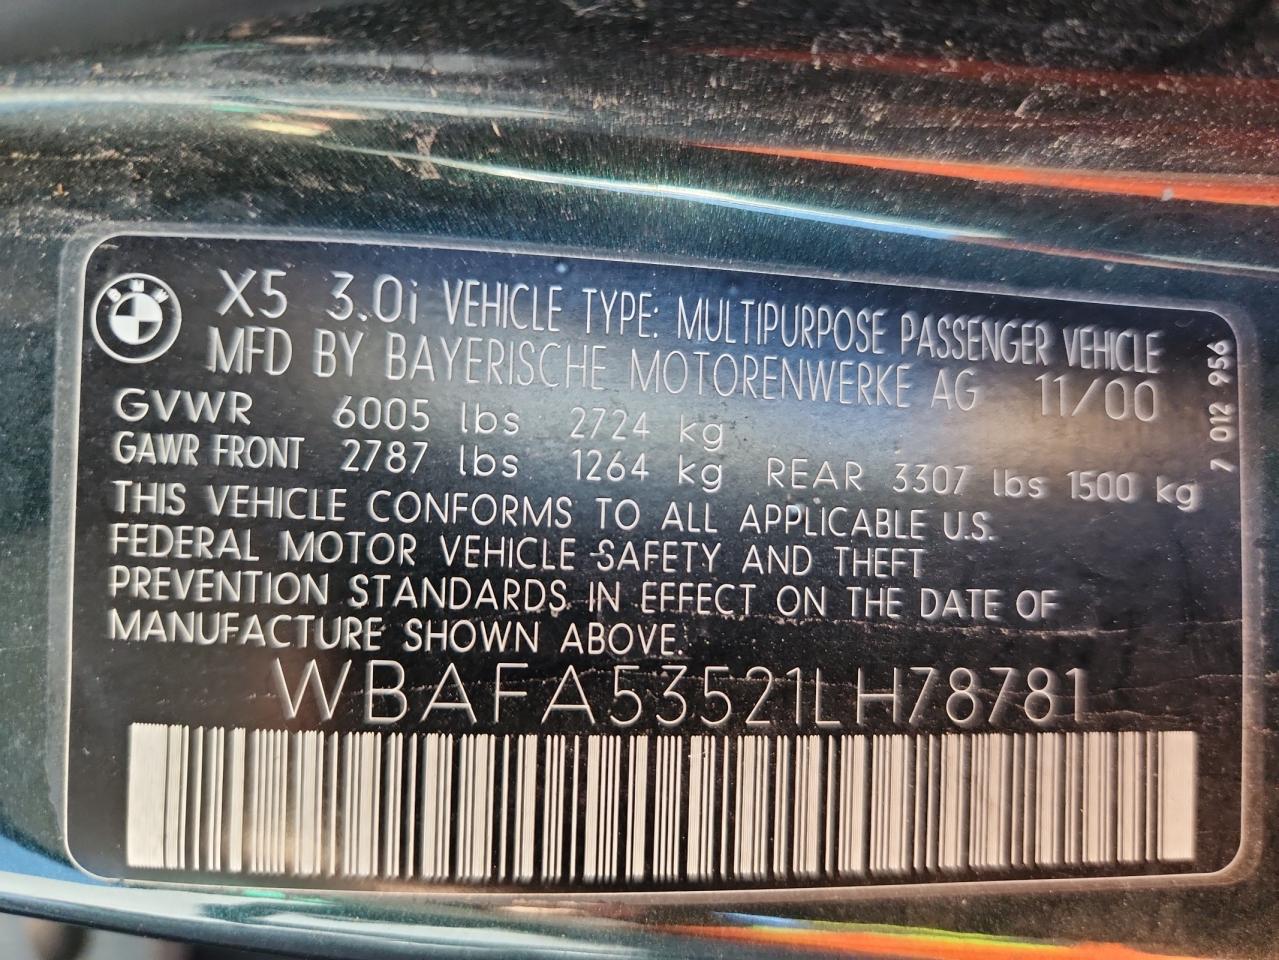 BMW
X5 3.0i VEHICLE TYPE: MULTIPURPOSE PASSENGER VEHICLE
MFD BY BAYERISCHE MOTORENWERKE AG 11/00
GVWR 6005 lbs 2724 kg
GAWR FRONT 2787 lbs 1264 kg REAR 3307 lbs 1500 kg
THIS VEHICLE CONFORMS TO ALL APPLICABLE U.S.
FEDERAL MOTOR VEHICLE SAFETY AND THEFT
PREVENTION STANDARDS IN EFFECT ON THE DATE OF
MANUFACTURE SHOWN ABOVE.
WBAFA53521LH78781
7 012 956